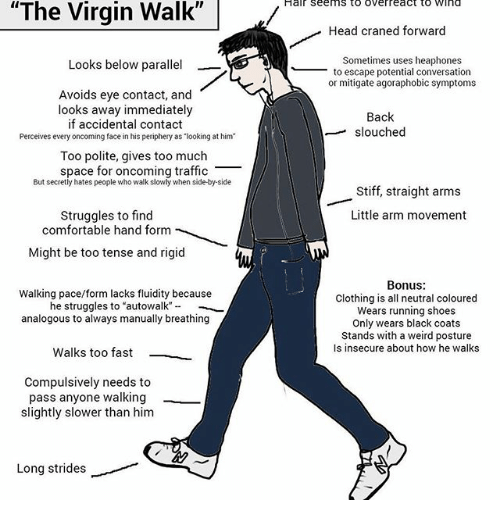 "The Virgin Walk"
Hair seems to overreact to wind
Head craned forward
Looks below parallel
Sometimes uses heaphones
to escape potential conversation
or mitigate agoraphobic symptoms
Avoids eye contact, and
looks away immediately
if accidental contact
Perceives every oncoming face in his periphery as "looking at him"
Back
slouched
Too polite, gives too much
space for oncoming traffic
But secretly hates people who walk slowly when side-by-side
Stiff, straight arms
Little arm movement
Struggles to find
comfortable hand form
Might be too tense and rigid
Walking pace/form lacks fluidity because
he struggles to "autowalk" --
analogous to always manually breathing
Bonus:
Clothing is all neutral coloured
Wears running shoes
Only wears black coats
Stands with a weird posture
Is insecure about how he walks
Walks too fast
Compulsively needs to
pass anyone walking
slightly slower than him
Long strides
N
N